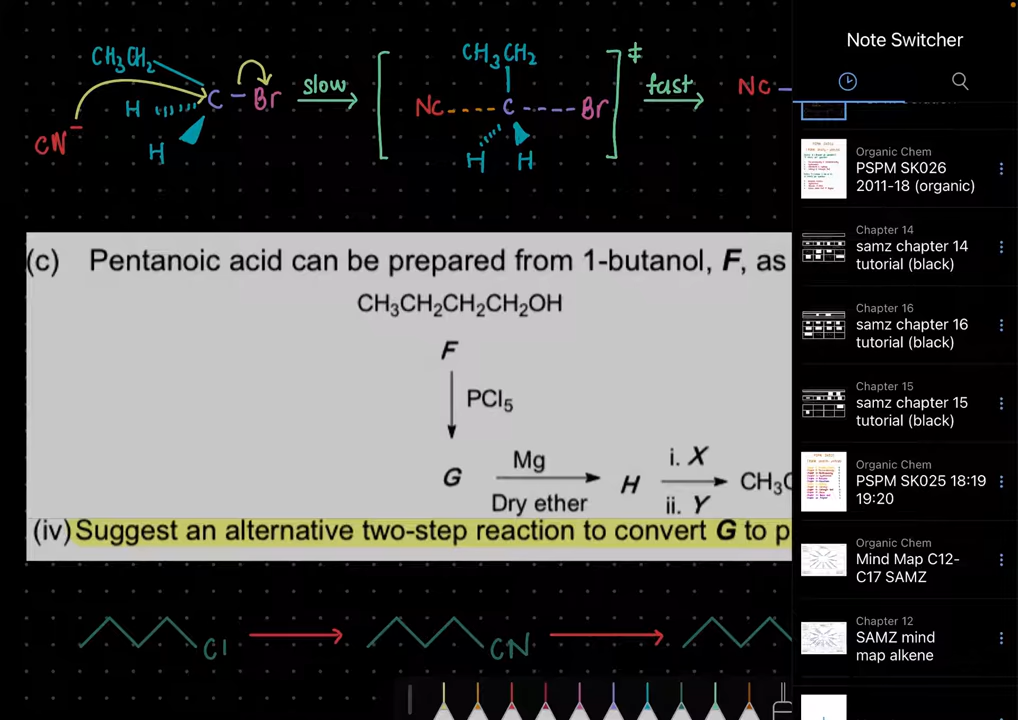 CH3CH2
H
H
CN-
C - Br
slow
CH3CH2
Nc---- C ---- Br
H H
‡
fast
Nc-
(c) Pentanoic acid can be prepared from 1-butanol, F, as
CH₃CH₂CH₂CH₂OH
F
PCl₅
G
Mg
Dry ether
H
i. X
ii. Y
CH₃
(iv) Suggest an alternative two-step reaction to convert G to p
Cl
CN
Note Switcher
Organic Chem
PSPM SK026
2011-18 (organic)
Chapter 14
samz chapter 14
tutorial (black)
Chapter 16
samz chapter 16
tutorial (black)
Chapter 15
samz chapter 15
tutorial (black)
Organic Chem
PSPM SK025 18:19
19:20
Organic Chem
Mind Map C12-
C17 SAMZ
Chapter 12
SAMZ mind
map alkene